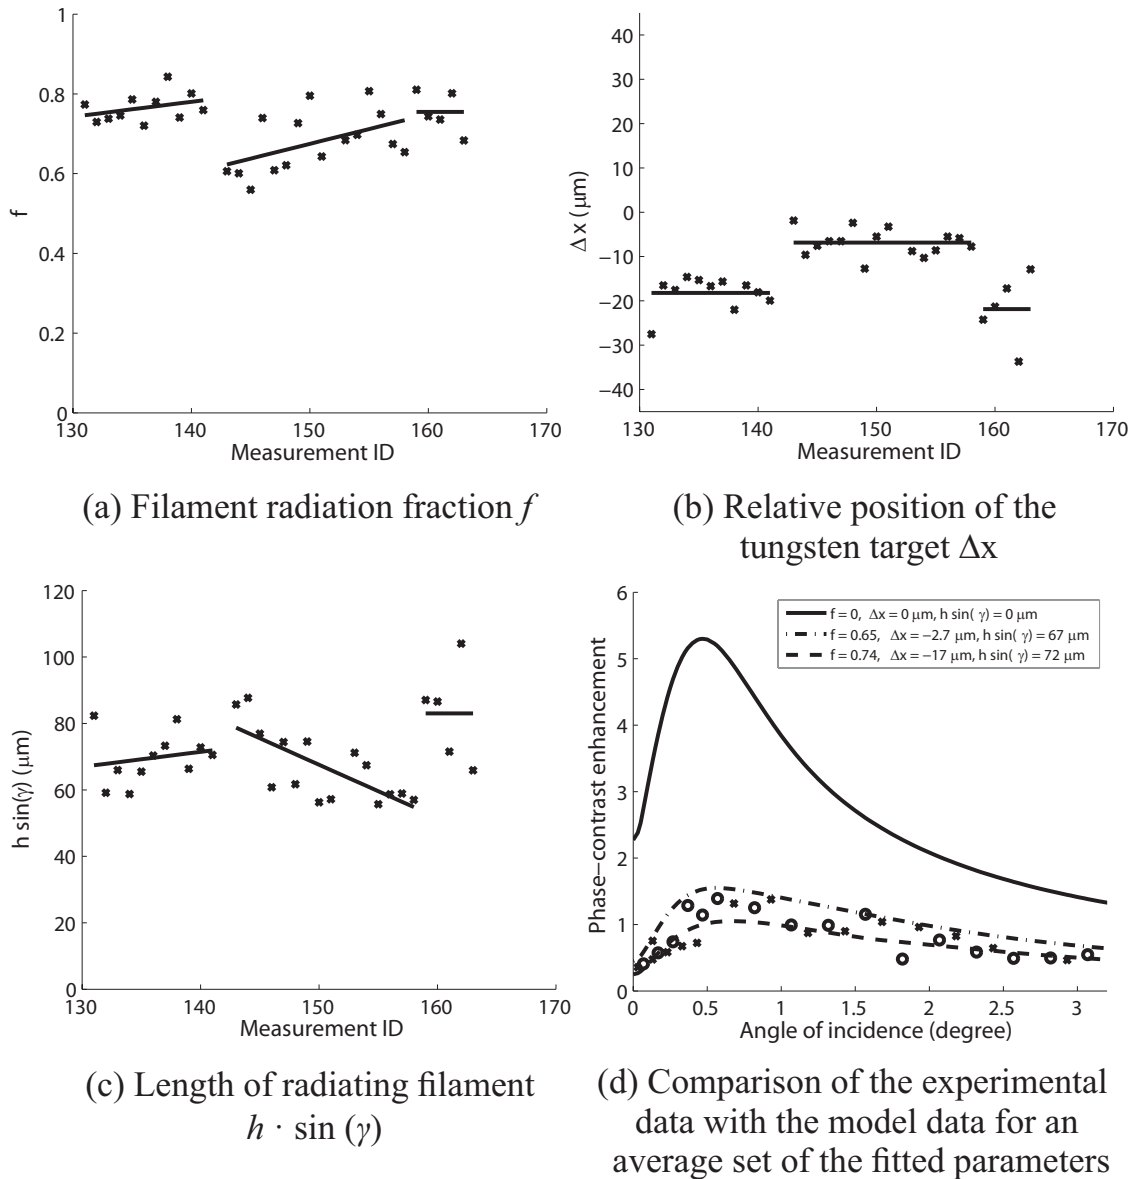 1
0.8
0.6
0.4
0.2
0
f
130
140
150
160
170
Measurement ID
(a) Filament radiation fraction f
40
30
20
10
0
−10
−20
−30
−40
Δ x (μm)
130
140
150
160
170
Measurement ID
(b) Relative position of the
tungsten target Δx
120
100
80
60
40
20
0
h sin(γ) (μm)
130
140
150
160
170
Measurement ID
(c) Length of radiating filament
h · sin (γ)
6
5
4
3
2
1
0
Phase−contrast enhancement
f = 0, Δx = 0 μm, h sin( γ) = 0 μm
f = 0.65, Δx = −2.7 μm, h sin( γ) = 67 μm
f = 0.74, Δx = −17 μm, h sin( γ) = 72 μm
0
0.5
1
1.5
2
2.5
3
Angle of incidence (degree)
(d) Comparison of the experimental
data with the model data for an
average set of the fitted parameters